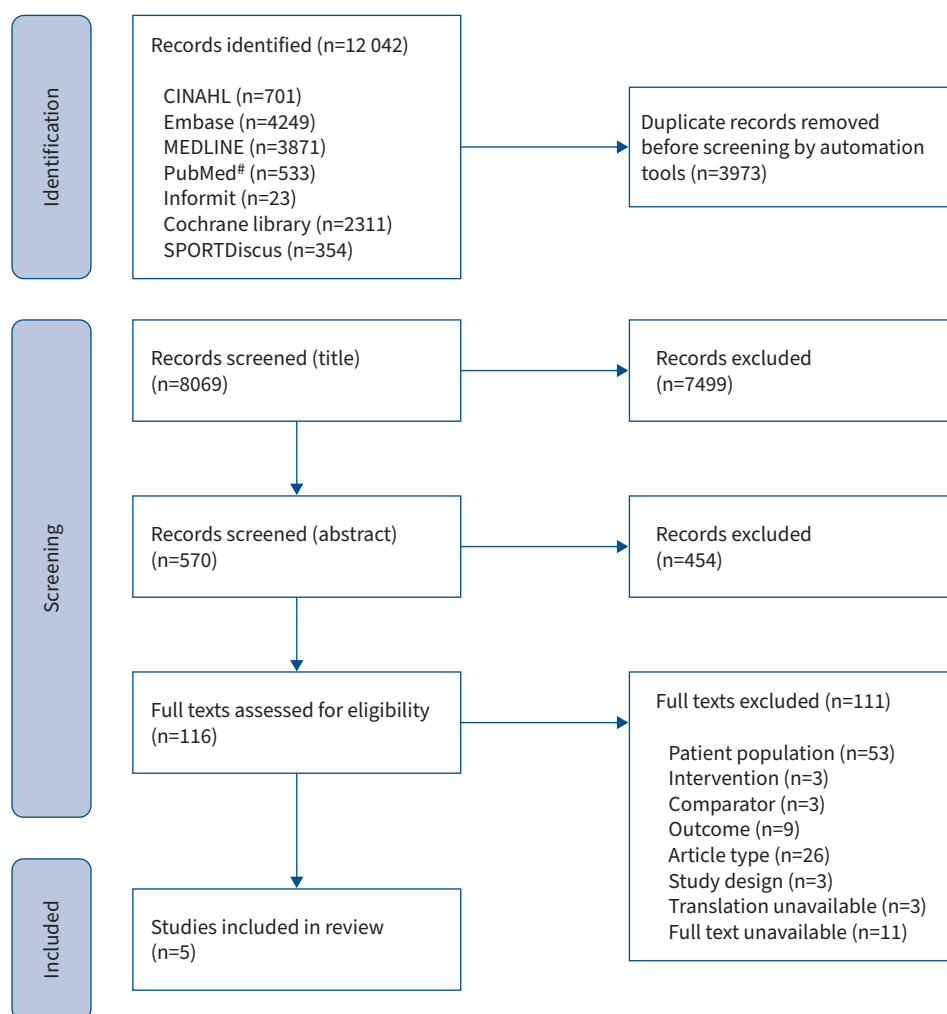 Identification
Records identified (n=12 042)
CINAHL (n=701)
Embase (n=4249)
MEDLINE (n=3871)
PubMed# (n=533)
Informit (n=23)
Cochrane library (n=2311)
SPORTDiscus (n=354)
Duplicate records removed
before screening by automation
tools (n=3973)
Screening
Records screened (title)
(n=8069)
Records excluded
(n=7499)
Records screened (abstract)
(n=570)
Records excluded
(n=454)
Full texts assessed for eligibility
(n=116)
Full texts excluded (n=111)
Patient population (n=53)
Intervention (n=3)
Comparator (n=3)
Outcome (n=9)
Article type (n=26)
Study design (n=3)
Translation unavailable (n=3)
Full text unavailable (n=11)
Included
Studies included in review
(n=5)